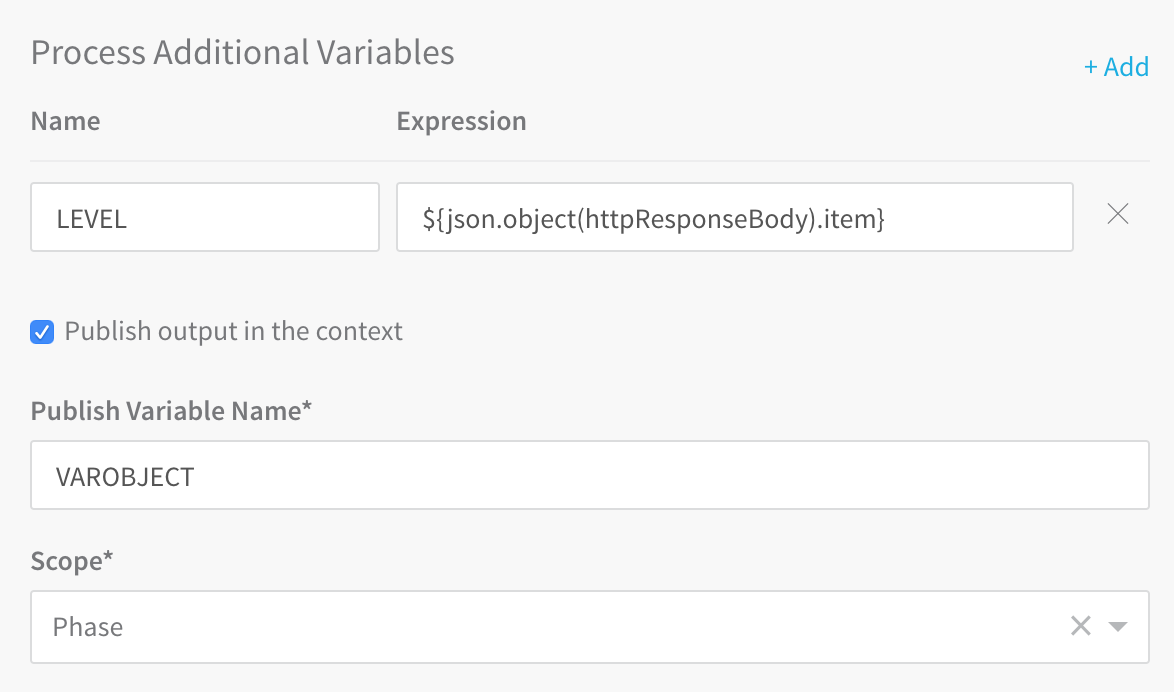 Process Additional Variables
+ Add
Name Expression
LEVEL ${json.object(httpResponseBody).item}
Publish output in the context
Publish Variable Name*
VAROBJECT
Scope*
Phase